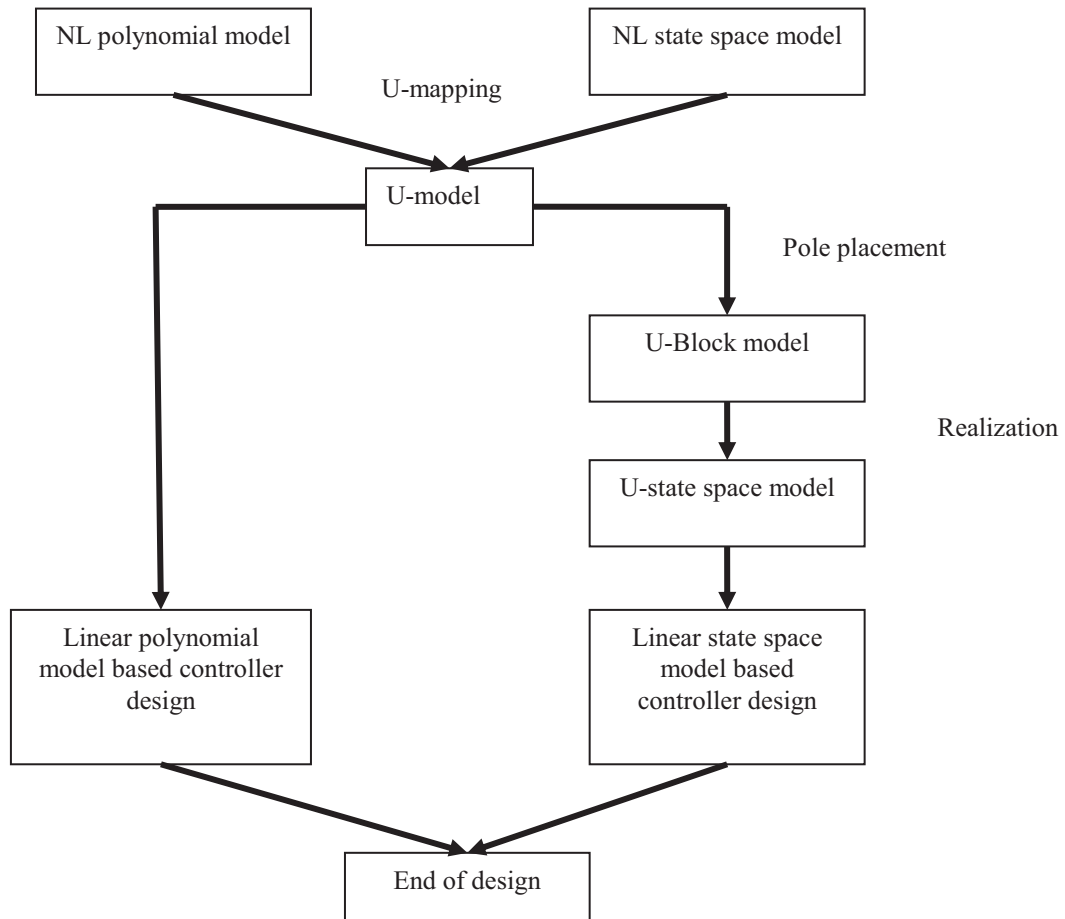 NL polynomial model
NL state space model
U-mapping
U-model
Pole placement
U-Block model
Realization
U-state space model
Linear polynomial
model based controller
design
Linear state space
model based
controller design
End of design